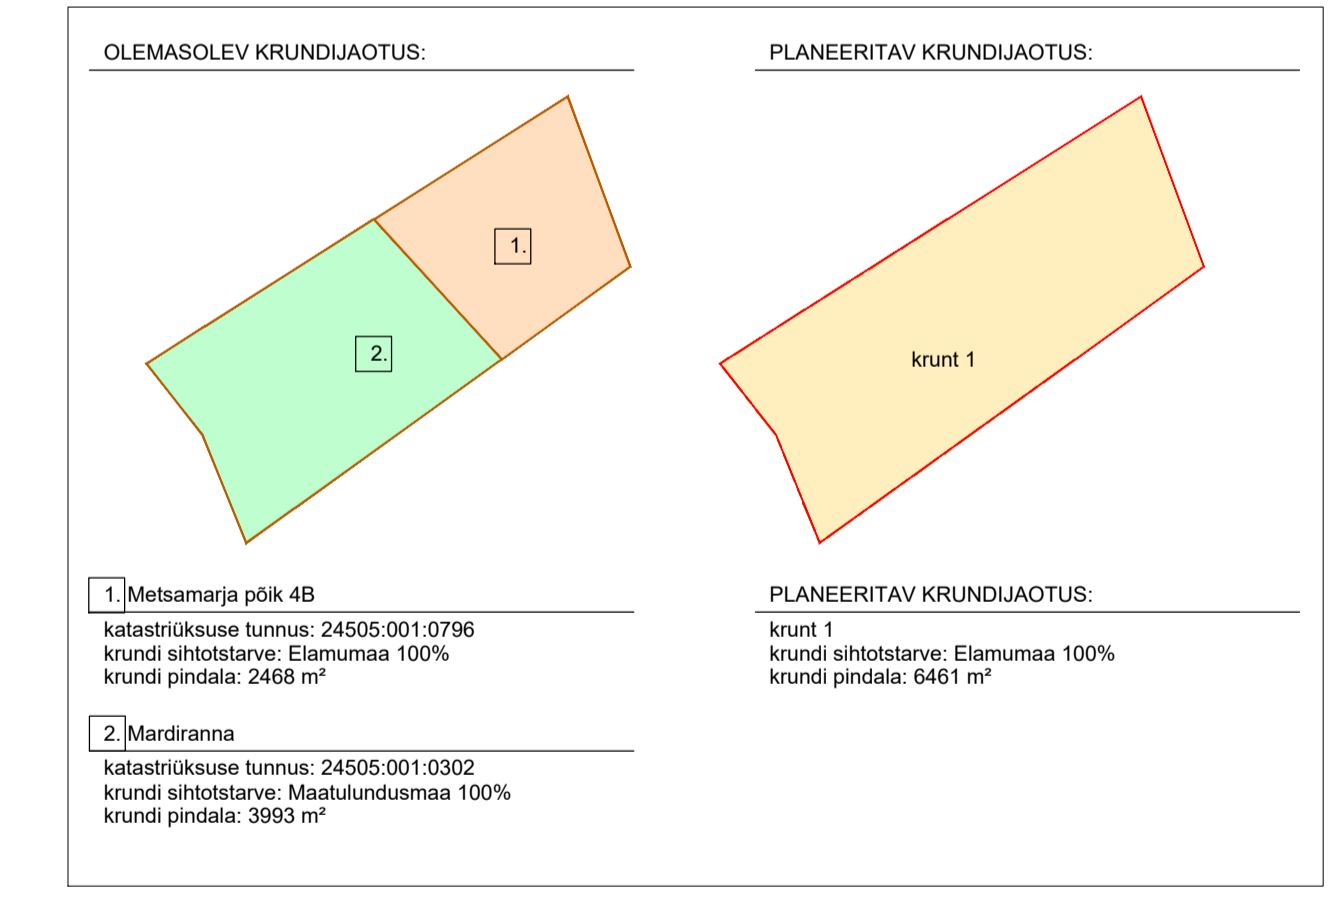 OLEMASOLEV KRUNDIJAOTUS:
1.
2.
1. Metsamarja põik 4B
katastriüksuse tunnus: 24505:001:0796
krundi sihtotstarve: Elamumaa 100%
krundi pindala: 2468 m²
2. Mardiranna
katastriüksuse tunnus: 24505:001:0302
krundi sihtotstarve: Maatulundusmaa 100%
krundi pindala: 3993 m²
PLANEERITAV KRUNDIJAOTUS:
krunt 1
PLANEERITAV KRUNDIJAOTUS:
krunt 1
krundi sihtotstarve: Elamumaa 100%
krundi pindala: 6461 m²